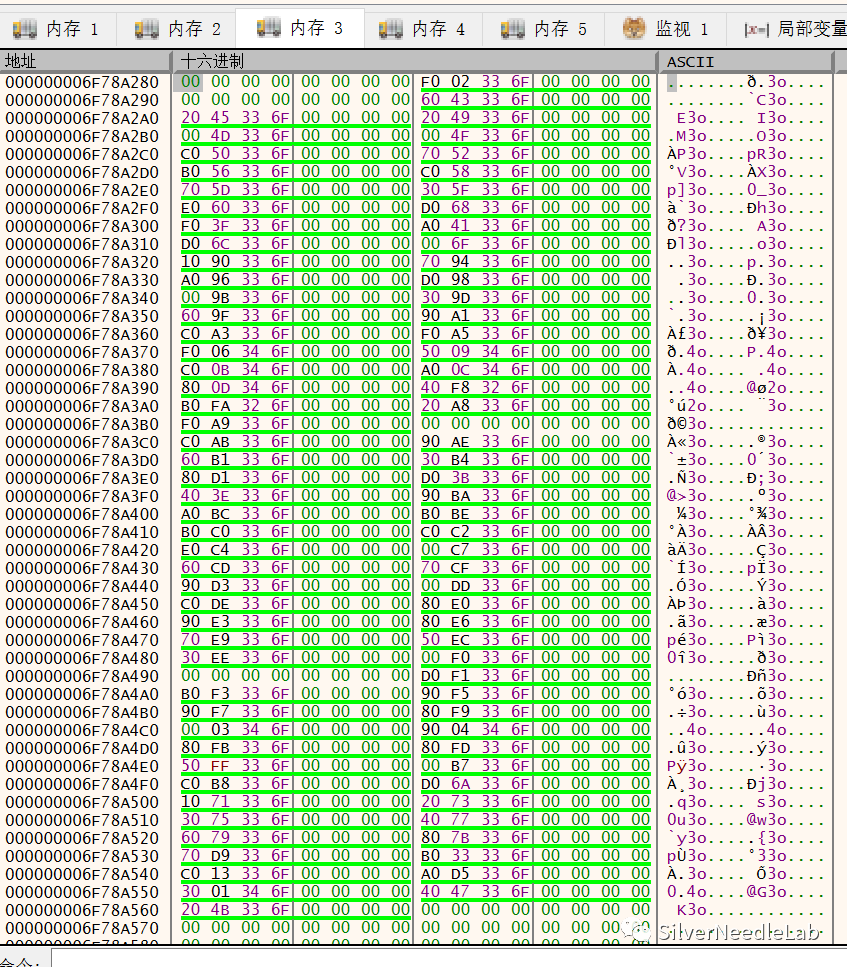 内存 1 内存 2 内存 3 内存 4 内存 5 监视 1 |x=| 局部变量
地址 十六进制 ASCII
000000006F78A280 00 00 00 00 00 00 00 00 F0 02 33 6F 00 00 00 00 ........ð.3o....
000000006F78A290 00 00 00 00 00 00 00 00 60 43 33 6F 00 00 00 00 ........`C3o....
000000006F78A2A0 20 45 33 6F 00 00 00 00 20 49 33 6F 00 00 00 00  E3o.... I3o....
000000006F78A2B0 00 4D 33 6F 00 00 00 00 00 4F 33 6F 00 00 00 00 .M3o.....O3o....
000000006F78A2C0 C0 50 33 6F 00 00 00 00 70 52 33 6F 00 00 00 00 ÀP3o....pR3o....
000000006F78A2D0 B0 56 33 6F 00 00 00 00 C0 58 33 6F 00 00 00 00 °V3o....ÀX3o....
000000006F78A2E0 70 5D 33 6F 00 00 00 00 30 5F 33 6F 00 00 00 00 p]3o....0_3o....
000000006F78A2F0 E0 60 33 6F 00 00 00 00 D0 68 33 6F 00 00 00 00 à`3o....Ðh3o....
000000006F78A300 F0 3F 33 6F 00 00 00 00 A0 41 33 6F 00 00 00 00 ð?3o.... A3o....
000000006F78A310 D0 6C 33 6F 00 00 00 00 00 6F 33 6F 00 00 00 00 Ðl3o.....o3o....
000000006F78A320 10 90 33 6F 00 00 00 00 70 94 33 6F 00 00 00 00 ..3o....p.3o....
000000006F78A330 A0 96 33 6F 00 00 00 00 D0 98 33 6F 00 00 00 00  .3o....Ð.3o....
000000006F78A340 00 9B 33 6F 00 00 00 00 30 9D 33 6F 00 00 00 00 ..3o....0.3o....
000000006F78A350 60 9F 33 6F 00 00 00 00 90 A1 33 6F 00 00 00 00 `.3o.....¡3o....
000000006F78A360 C0 A3 33 6F 00 00 00 00 F0 A5 33 6F 00 00 00 00 À£3o....ð¥3o....
000000006F78A370 F0 06 34 6F 00 00 00 00 50 09 34 6F 00 00 00 00 ð.4o....P.4o....
000000006F78A380 C0 0B 34 6F 00 00 00 00 A0 0C 34 6F 00 00 00 00 À.4o.... .4o....
000000006F78A390 80 0D 34 6F 00 00 00 00 40 F8 32 6F 00 00 00 00 ..4o....@ø2o....
000000006F78A3A0 B0 FA 32 6F 00 00 00 00 20 A8 33 6F 00 00 00 00 °ú2o.... ¨3o....
000000006F78A3B0 F0 A9 33 6F 00 00 00 00 00 00 00 00 00 00 00 00 ð©3o............
000000006F78A3C0 C0 AB 33 6F 00 00 00 00 90 AE 33 6F 00 00 00 00 À«3o.....®3o....
000000006F78A3D0 60 B1 33 6F 00 00 00 00 30 B4 33 6F 00 00 00 00 `±3o....0´3o....
000000006F78A3E0 80 D1 33 6F 00 00 00 00 D0 3B 33 6F 00 00 00 00 .Ñ3o....Ð;3o....
000000006F78A3F0 40 3E 33 6F 00 00 00 00 90 BA 33 6F 00 00 00 00 @>3o.....º3o....
000000006F78A400 A0 BC 33 6F 00 00 00 00 B0 BE 33 6F 00 00 00 00  ¼3o....°¾3o....
000000006F78A410 B0 C0 33 6F 00 00 00 00 C0 C2 33 6F 00 00 00 00 °À3o....ÀÂ3o....
000000006F78A420 E0 C4 33 6F 00 00 00 00 00 C7 33 6F 00 00 00 00 àÄ3o.....Ç3o....
000000006F78A430 60 CD 33 6F 00 00 00 00 70 CF 33 6F 00 00 00 00 `Í3o....pÏ3o....
000000006F78A440 90 D3 33 6F 00 00 00 00 00 DD 33 6F 00 00 00 00 .Ó3o.....Ý3o....
000000006F78A450 C0 DE 33 6F 00 00 00 00 80 E0 33 6F 00 00 00 00 ÀÞ3o.....à3o....
000000006F78A460 90 E3 33 6F 00 00 00 00 80 E6 33 6F 00 00 00 00 .ã3o.....æ3o....
000000006F78A470 70 E9 33 6F 00 00 00 00 50 EC 33 6F 00 00 00 00 pé3o....Pì3o....
000000006F78A480 30 EE 33 6F 00 00 00 00 00 F0 33 6F 00 00 00 00 0î3o.....ð3o....
000000006F78A490 00 00 00 00 00 00 00 00 D0 F1 33 6F 00 00 00 00 ........Ðñ3o....
000000006F78A4A0 B0 F3 33 6F 00 00 00 00 90 F5 33 6F 00 00 00 00 °ó3o.....õ3o....
000000006F78A4B0 90 F7 33 6F 00 00 00 00 80 F9 33 6F 00 00 00 00 .÷3o.....ù3o....
000000006F78A4C0 00 03 34 6F 00 00 00 00 90 04 34 6F 00 00 00 00 ..4o......4o....
000000006F78A4D0 80 FB 33 6F 00 00 00 00 80 FD 33 6F 00 00 00 00 .û3o.....ý3o....
000000006F78A4E0 50 FF 33 6F 00 00 00 00 00 B7 33 6F 00 00 00 00 Pÿ3o.....·3o....
000000006F78A4F0 C0 B8 33 6F 00 00 00 00 D0 6A 33 6F 00 00 00 00 À¸3o....Ðj3o....
000000006F78A500 10 71 33 6F 00 00 00 00 20 73 33 6F 00 00 00 00 .q3o.... s3o....
000000006F78A510 30 75 33 6F 00 00 00 00 40 77 33 6F 00 00 00 00 0u3o....@w3o....
000000006F78A520 60 79 33 6F 00 00 00 00 80 7B 33 6F 00 00 00 00 `y3o.....{3o....
000000006F78A530 70 D9 33 6F 00 00 00 00 B0 33 33 6F 00 00 00 00 pÙ3o....°33o....
000000006F78A540 C0 13 33 6F 00 00 00 00 A0 D5 33 6F 00 00 00 00 À.3o.... Õ3o....
000000006F78A550 30 01 34 6F 00 00 00 00 40 47 33 6F 00 00 00 00 0.4o....@G3o....
000000006F78A560 20 4B 33 6F 00 00 00 00 00 00 00 00 00 00 00 00  K3o............
000000006F78A570 00 00 00 00 00 00 00 00 00 00 00 00 00 00
SilverNeedleLab
命令: